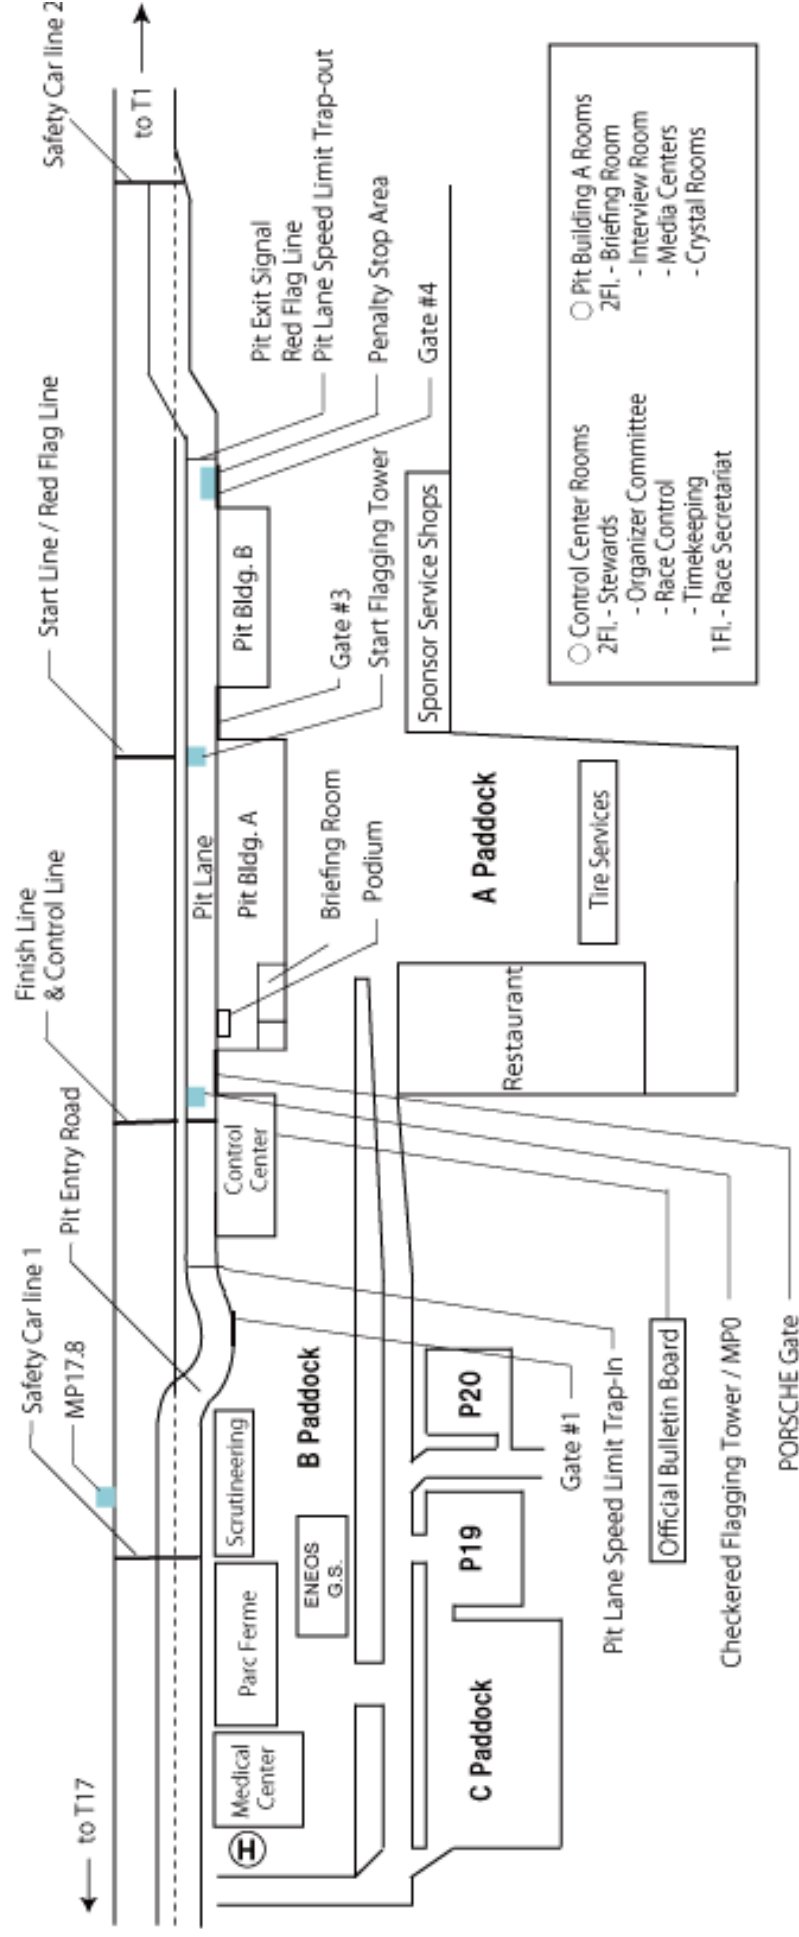 Safety Car line 2
to T1
Start Line / Red Flag Line
Finish Line
& Control Line
Pit Entry Road
Safety Car line 1
MP17.8
to T17
Pit Exit Signal
Red Flag Line
Pit Lane Speed Limit Trap-out
Penalty Stop Area
Gate #4
Pit Lane
Pit Bldg. B
Pit Bldg. A
Gate #3
Start Flagging Tower
Briefing Room
Podium
Control
Center
Scrutineering
Parc Ferme
Medical
Center
H
ENEOS
G.S.
B Paddock
Sponsor Service Shops
A Paddock
Tire Services
Restaurant
P20
P19
C Paddock
Gate #1
Pit Lane Speed Limit Trap-In
Official Bulletin Board
Checkered Flagging Tower / MP0
PORSCHE Gate
○ Control Center Rooms
2Fl. - Stewards
- Organizer Committee
- Race Control
- Timekeeping
1Fl. - Race Secretariat
○ Pit Building A Rooms
2Fl. - Briefing Room
- Interview Room
- Media Centers
- Crystal Rooms